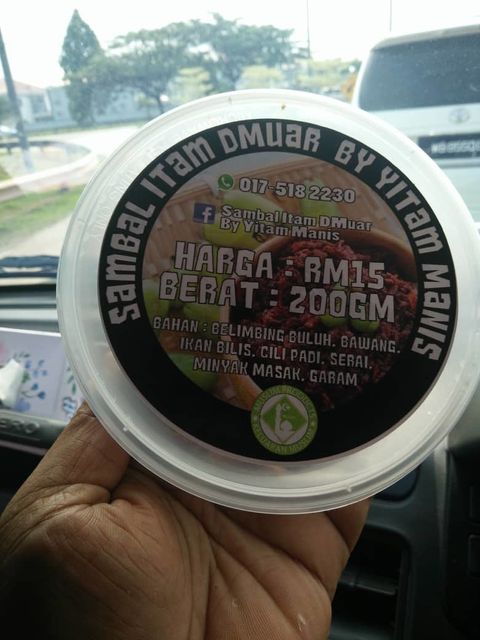 SAMBAL ITAM DMUAR BY YITAM MANIS
017-518 2230
Sambal Itam DMuar
By Yitam Manis
HARGA : RM15
BERAT : 200GM
BAHAN : BELIMBING BULUH, BAWANG,
IKAN BILIS, CILI PADI, SERAI,
MINYAK MASAK, GARAM